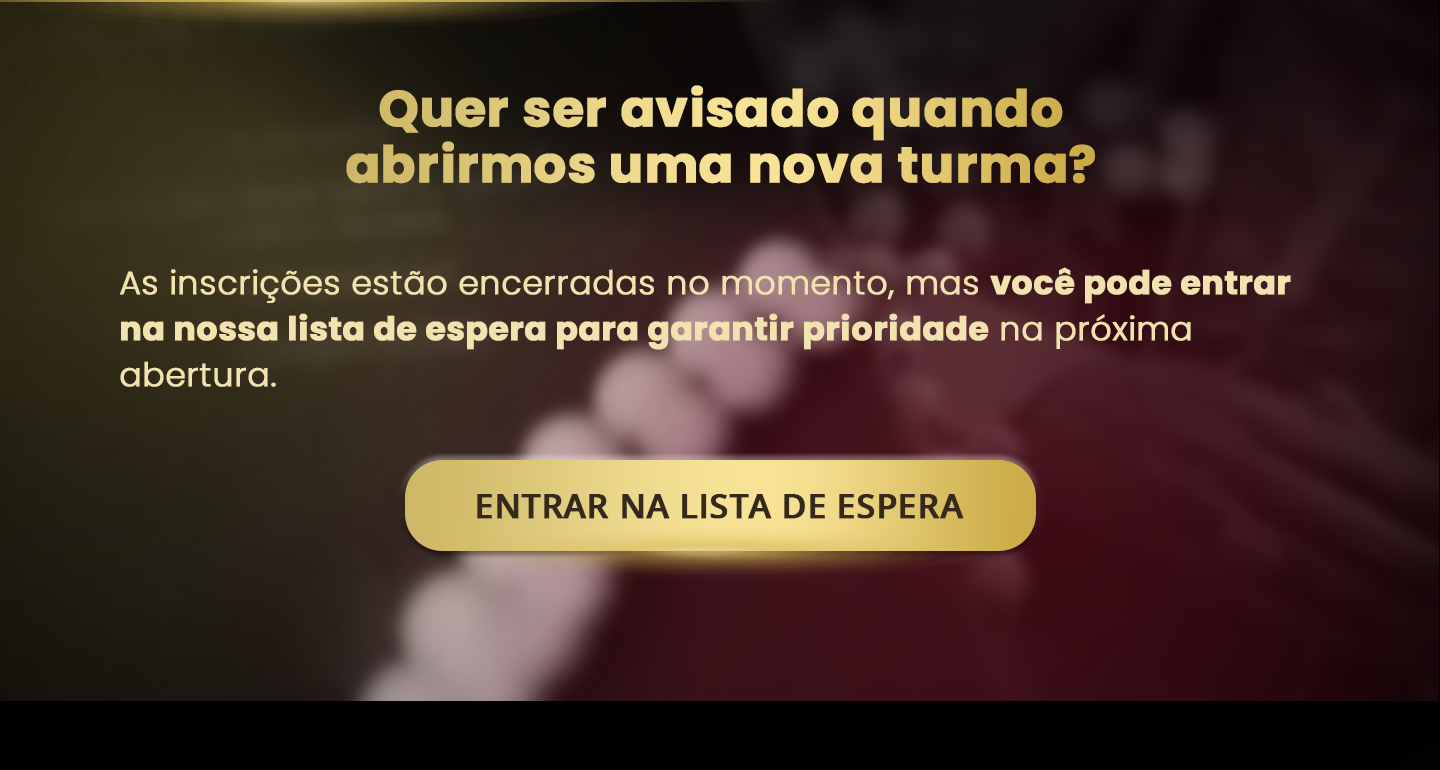 Quer ser avisado quando
abrirmos uma nova turma?
As inscrições estão encerradas no momento, mas você pode entrar
na nossa lista de espera para garantir prioridade na próxima
abertura.
ENTRAR NA LISTA DE ESPERA